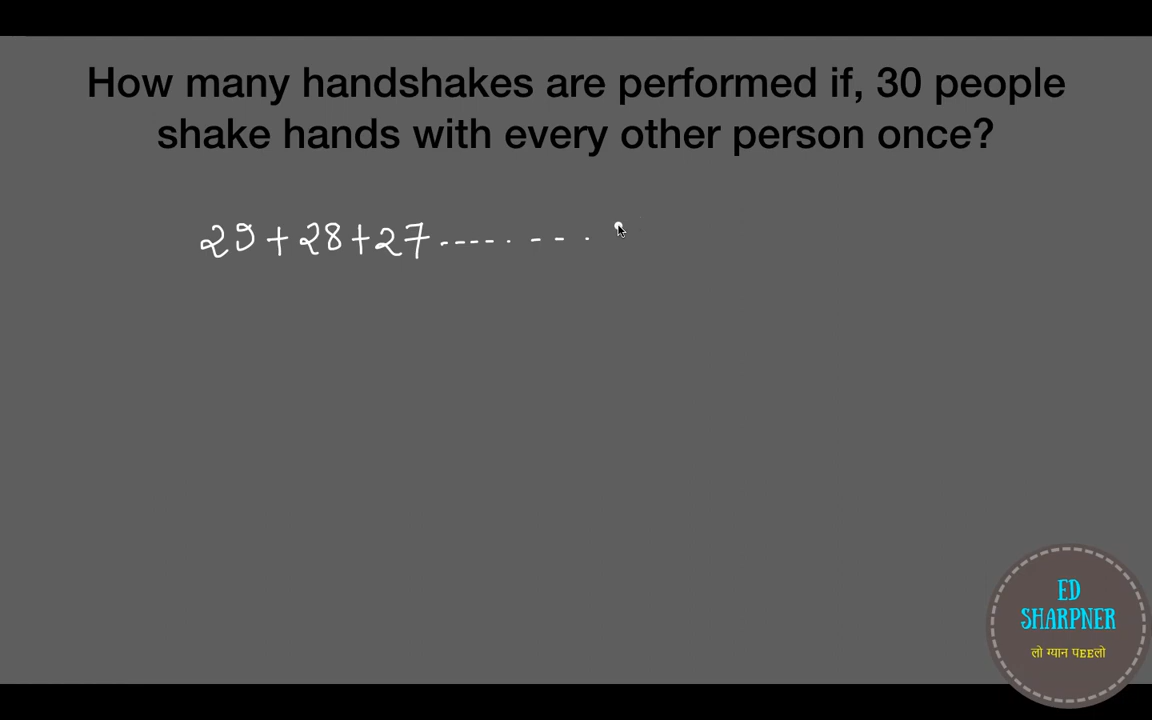 How many handshakes are performed if, 30 people
shake hands with every other person once?
29+28+27---------
ED
SHARPNER
लो ग्यान पEEलो